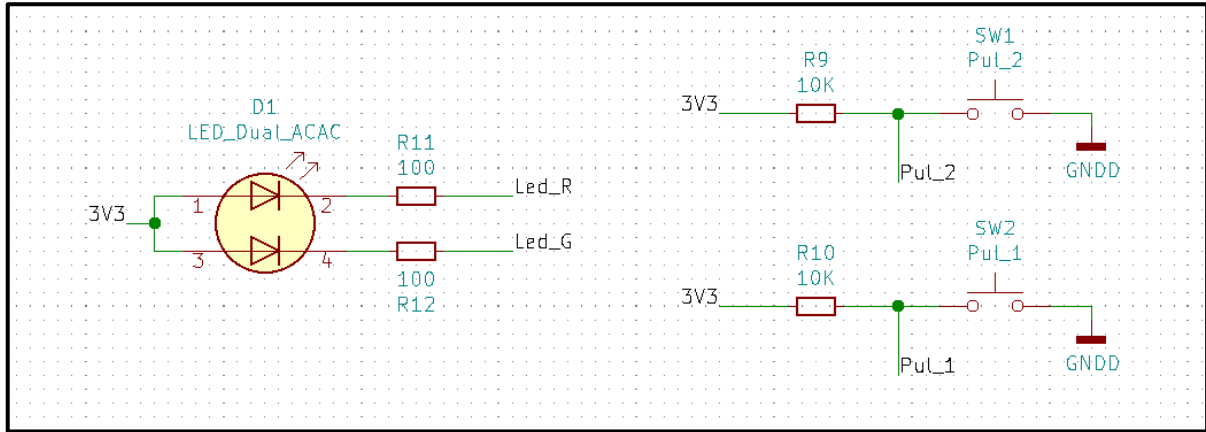 D1
LED_Dual_ACAC
3V3
1
2
3
4
R11
100
Led_R
Led_G
100
R12
R9
10K
3V3
Pul_2
SW1
Pul_2
GNDD
R10
10K
3V3
Pul_1
SW2
Pul_1
GNDD